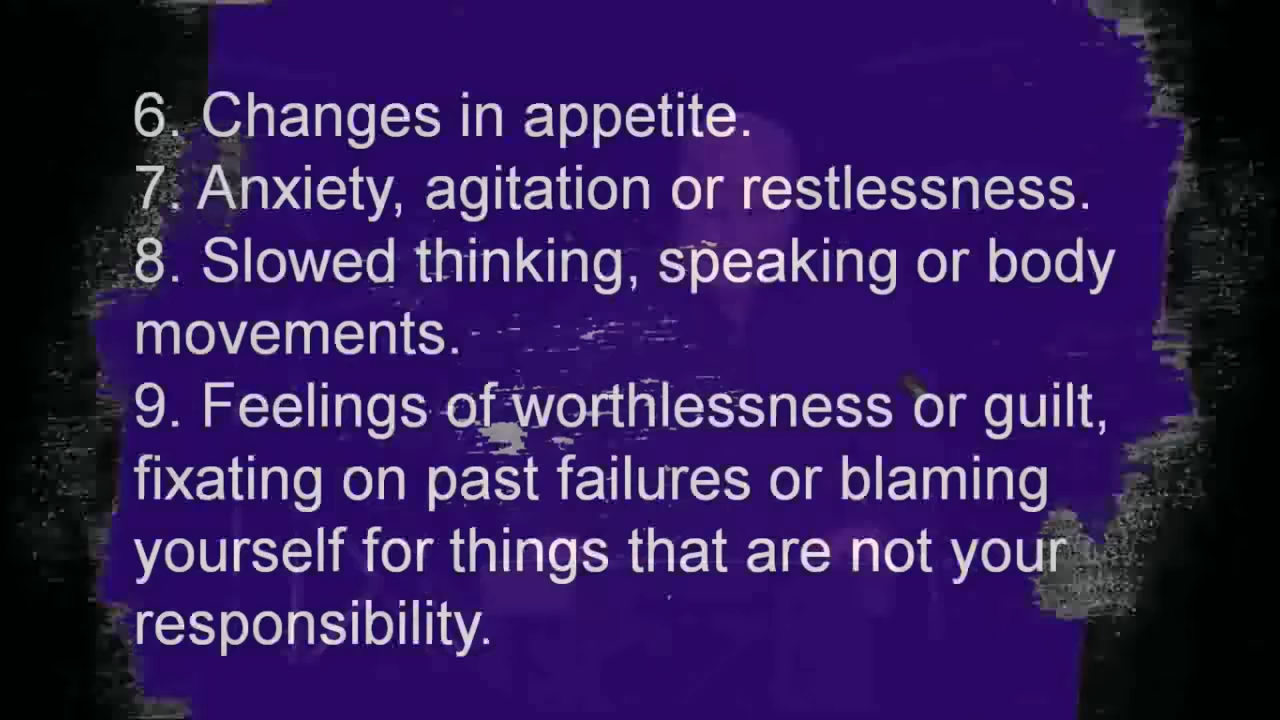 6. Changes in appetite.
7. Anxiety, agitation or restlessness.
8. Slowed thinking, speaking or body
movements.
9. Feelings of worthlessness or guilt,
fixating on past failures or blaming
yourself for things that are not your
responsibility.